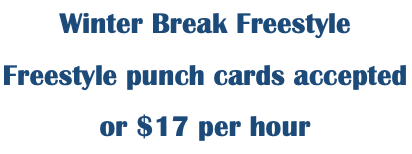 Winter Break Freestyle
Freestyle punch cards accepted
or $17 per hour